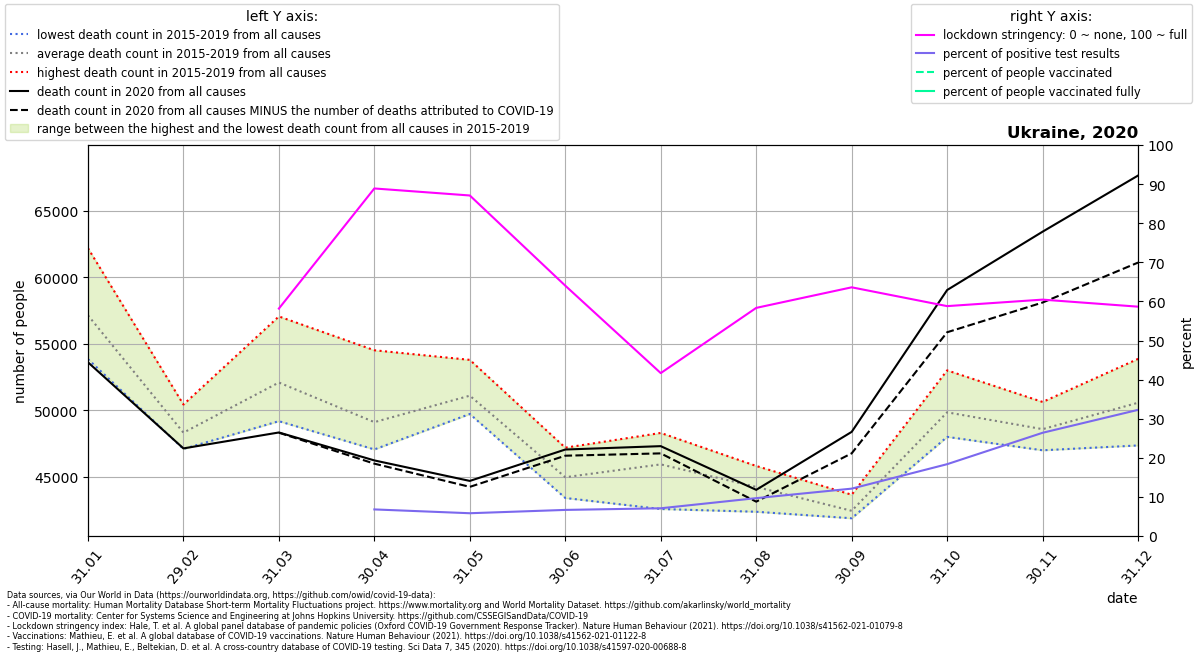 left Y axis:
lowest death count in 2015-2019 from all causes
average death count in 2015-2019 from all causes
highest death count in 2015-2019 from all causes
death count in 2020 from all causes
death count in 2020 from all causes MINUS the number of deaths attributed to COVID-19
range between the highest and the lowest death count from all causes in 2015-2019
right Y axis:
lockdown stringency: 0 ~ none, 100 ~ full
percent of positive test results
percent of people vaccinated
percent of people vaccinated fully
Ukraine, 2020
number of people
65000
60000
55000
50000
45000
100
90
80
70
60
50
40
30
20
10
0
percent
31.01
29.02
31.03
30.04
31.05
30.06
31.07
31.08
30.09
31.10
30.11
31.12
date
Data sources, via Our World in Data (https://ourworldindata.org, https://github.com/owid/covid-19-data):
- All-cause mortality: Human Mortality Database Short-term Mortality Fluctuations project. https://www.mortality.org and World Mortality Dataset. https://github.com/akarlinsky/world_mortality
- COVID-19 mortality: Center for Systems Science and Engineering at Johns Hopkins University. https://github.com/CSSEGISandData/COVID-19
- Lockdown stringency index: Hale, T. et al. A global panel database of pandemic policies (Oxford COVID-19 Government Response Tracker). Nature Human Behaviour (2021). https://doi.org/10.1038/s41562-021-01079-8
- Vaccinations: Mathieu, E. et al. A global database of COVID-19 vaccinations. Nature Human Behaviour (2021). https://doi.org/10.1038/s41562-021-01122-8
- Testing: Hasell, J., Mathieu, E., Beltekian, D. et al. A cross-country database of COVID-19 testing. Sci Data 7, 345 (2020). https://doi.org/10.1038/s41597-020-00688-8